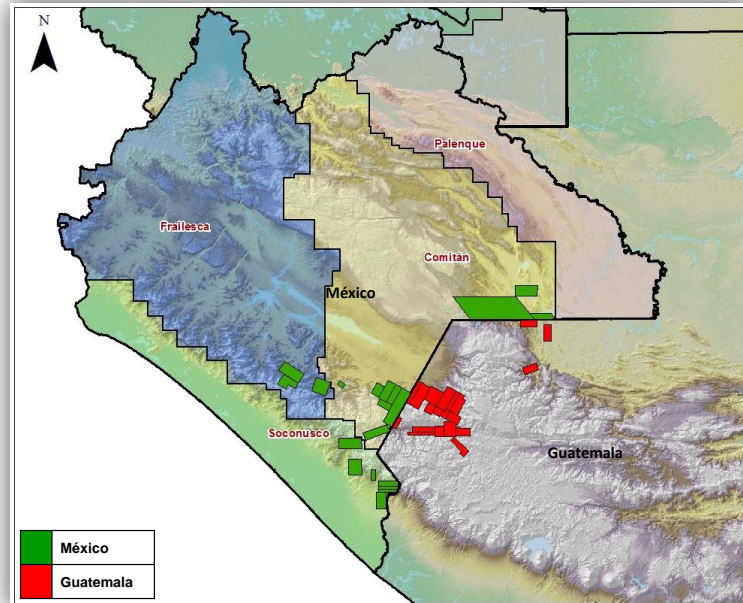 N
Palenque
Frailesca
Comitán
México
Soconusco
Guatemala
México
Guatemala